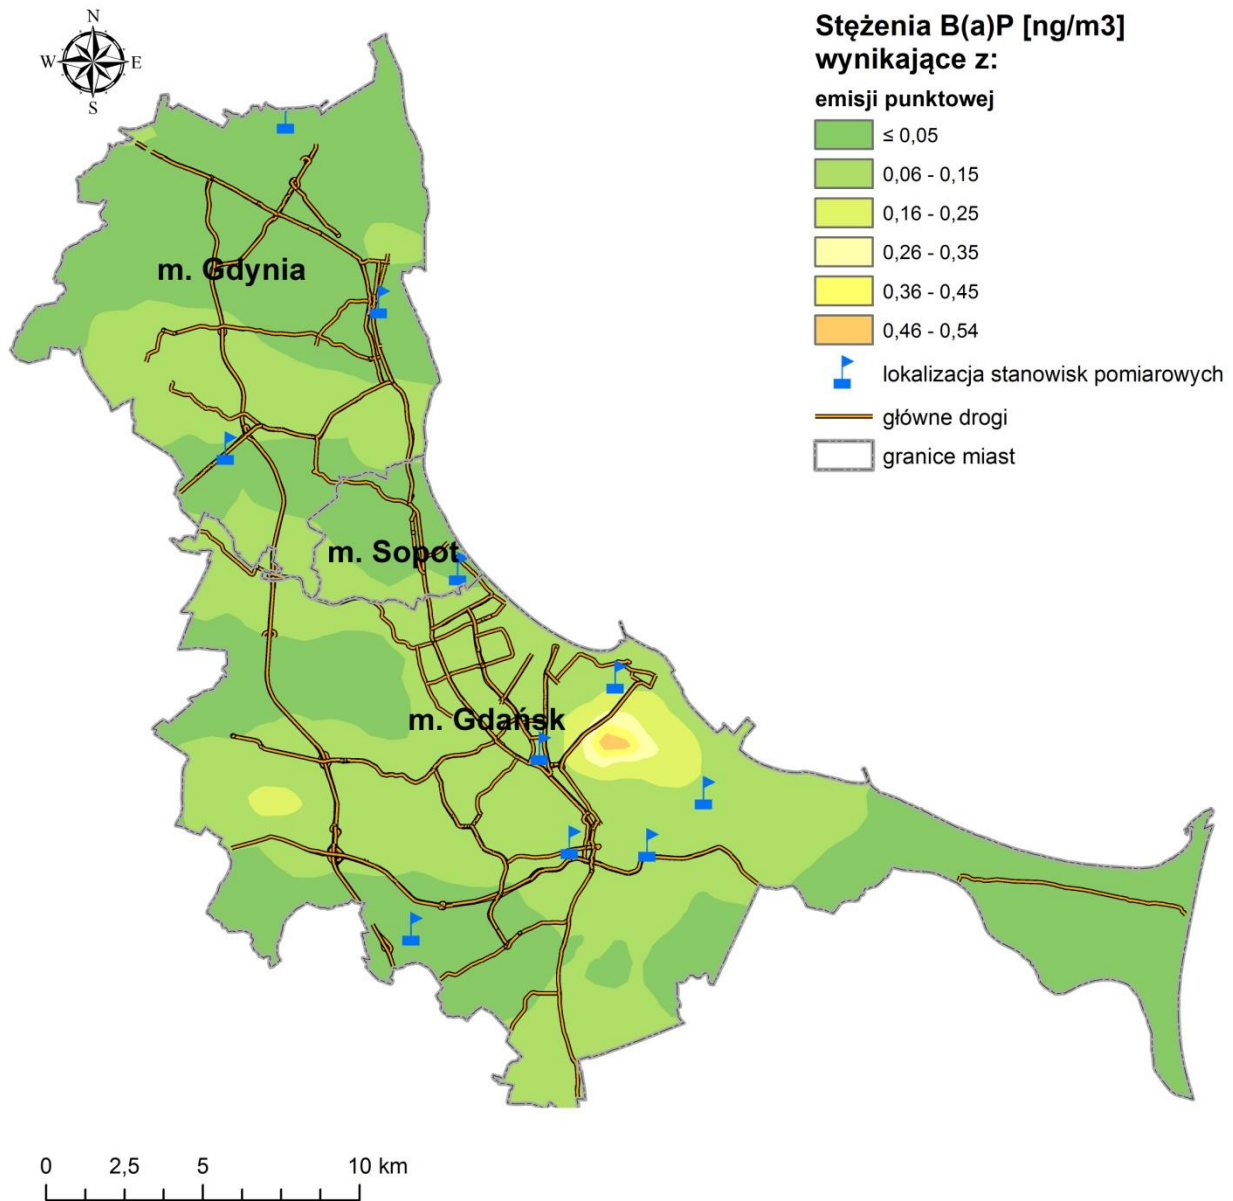 N
W E
S
Stężenia B(a)P [ng/m3]
wynikające z:
emisji punktowej
≤ 0,05
0,06 - 0,15
0,16 - 0,25
0,26 - 0,35
0,36 - 0,45
0,46 - 0,54
lokalizacja stanowisk pomiarowych
główne drogi
granice miast
m. Gdynia
m. Sopot
m. Gdańsk
0 2,5 5 10 km